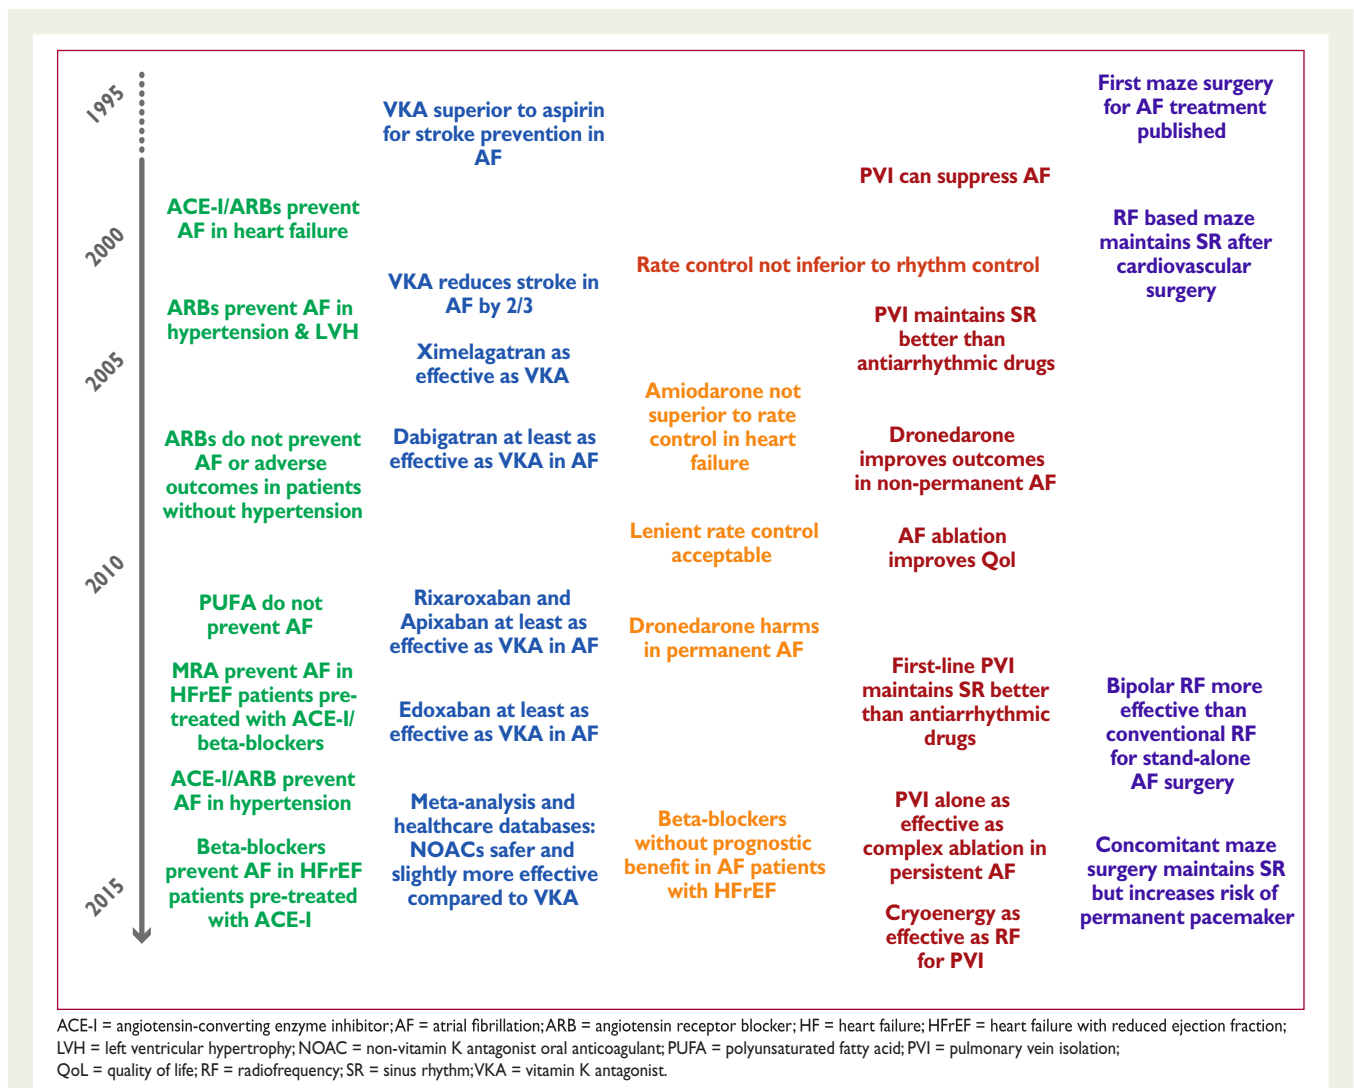 1995
2000
2005
2010
2015
ACE-I/ARBs prevent
AF in heart failure
ARBs prevent AF in
hypertension & LVH
ARBs do not prevent
AF or adverse
outcomes in patients
without hypertension
PUFA do not
prevent AF
MRA prevent AF in
HFrEF patients pre-
treated with ACE-I/
beta-blockers
ACE-I/ARB prevent
AF in hypertension
Beta-blockers
prevent AF in HFrEF
patients pre-treated
with ACE-I
VKA superior to aspirin
for stroke prevention in
AF
VKA reduces stroke in
AF by 2/3
Ximelagatran as
effective as VKA
Dabigatran at least as
effective as VKA in AF
Rixaroxaban and
Apixaban at least as
effective as VKA in AF
Edoxaban at least as
effective as VKA in AF
Meta-analysis and
healthcare databases:
NOACs safer and
slightly more effective
compared to VKA
Rate control not inferior to rhythm control
Amiodarone not
superior to rate
control in heart
failure
Lenient rate control
acceptable
Dronedarone harms
in permanent AF
Beta-blockers
without prognostic
benefit in AF patients
with HFrEF
PVI can suppress AF
PVI maintains SR
better than
antiarrhythmic drugs
Dronedarone
improves outcomes
in non-permanent AF
AF ablation
improves Qol
First-line PVI
maintains SR better
than antiarrhythmic
drugs
PVI alone as
effective as
complex ablation in
persistent AF
Cryoenergy as
effective as RF
for PVI
First maze surgery
for AF treatment
published
RF based maze
maintains SR after
cardiovascular
surgery
Bipolar RF more
effective than
conventional RF
for stand-alone
AF surgery
Concomitant maze
surgery maintains SR
but increases risk of
permanent pacemaker
ACE-I = angiotensin-converting enzyme inhibitor; AF = atrial fibrillation; ARB = angiotensin receptor blocker; HF = heart failure; HFrEF = heart failure with reduced ejection fraction;
LVH = left ventricular hypertrophy; NOAC = non-vitamin K antagonist oral anticoagulant; PUFA = polyunsaturated fatty acid; PVI = pulmonary vein isolation;
QoL = quality of life; RF = radiofrequency; SR = sinus rhythm; VKA = vitamin K antagonist.